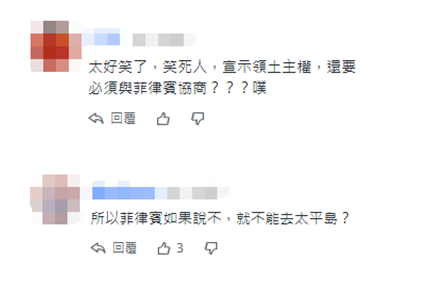 太好笑了，笑死人，宣示領土主權，還要
必須與菲律賓協商？？？噗
回覆
所以菲律賓如果說不，就不能去太平島？
回覆 3